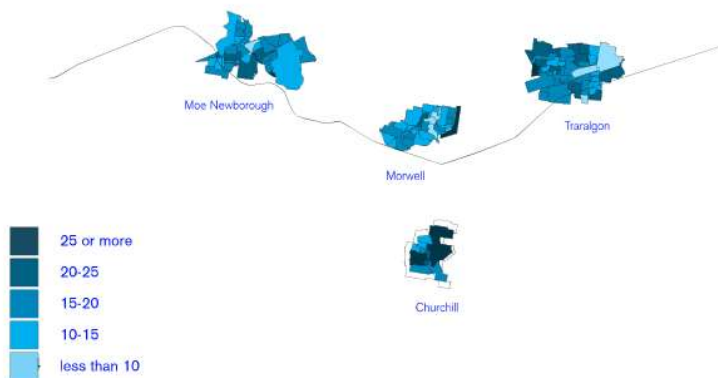 Moe Newborough
Traralgon
Morwell
Churchill
25 or more
20-25
15-20
10-15
less than 10